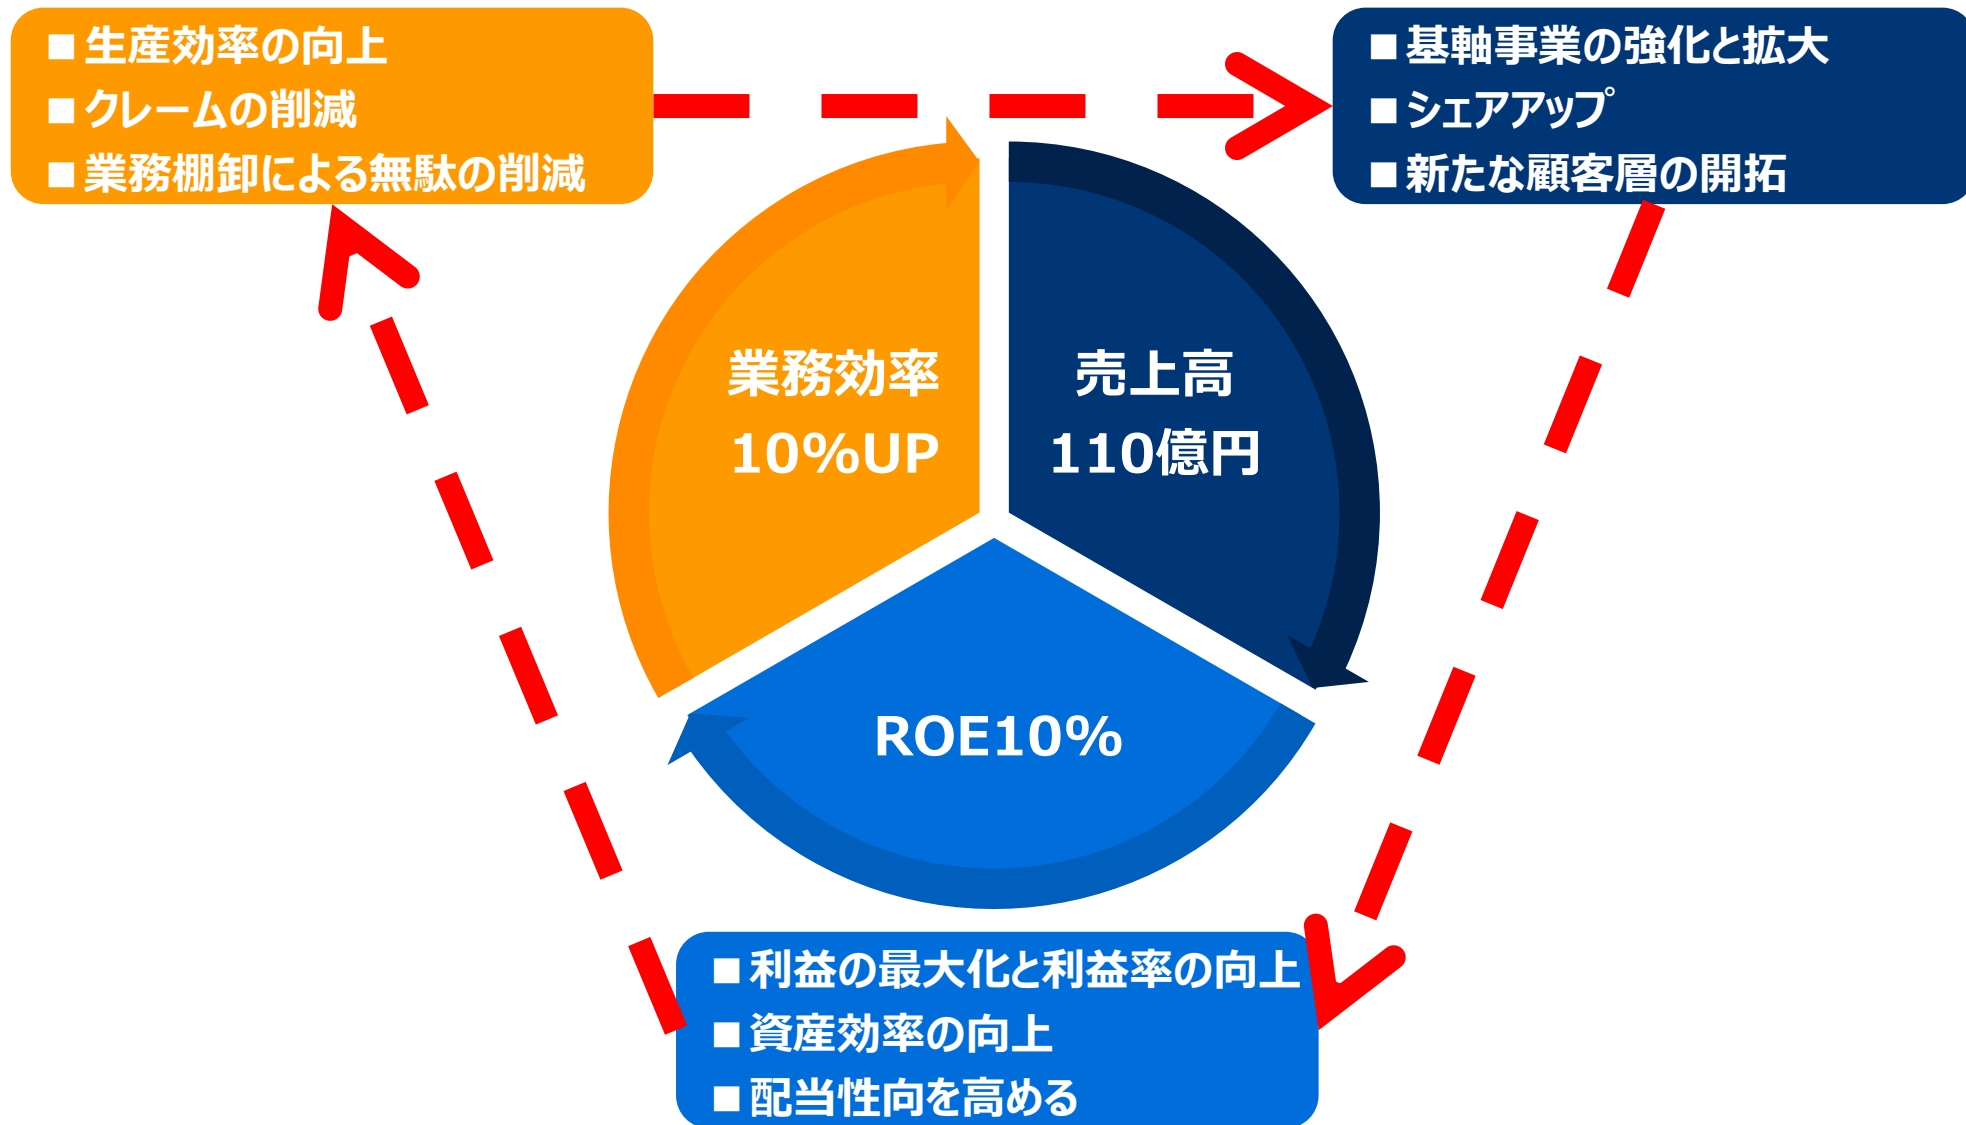 ■生産効率の向上
■クレームの削減
■業務棚卸による無駄の削減
■基軸事業の強化と拡大
■シェアアップ
■新たな顧客層の開拓
業務効率
10%UP
売上高
110億円
ROE10%
■利益の最大化と利益率の向上
■資産効率の向上
■配当性向を高める